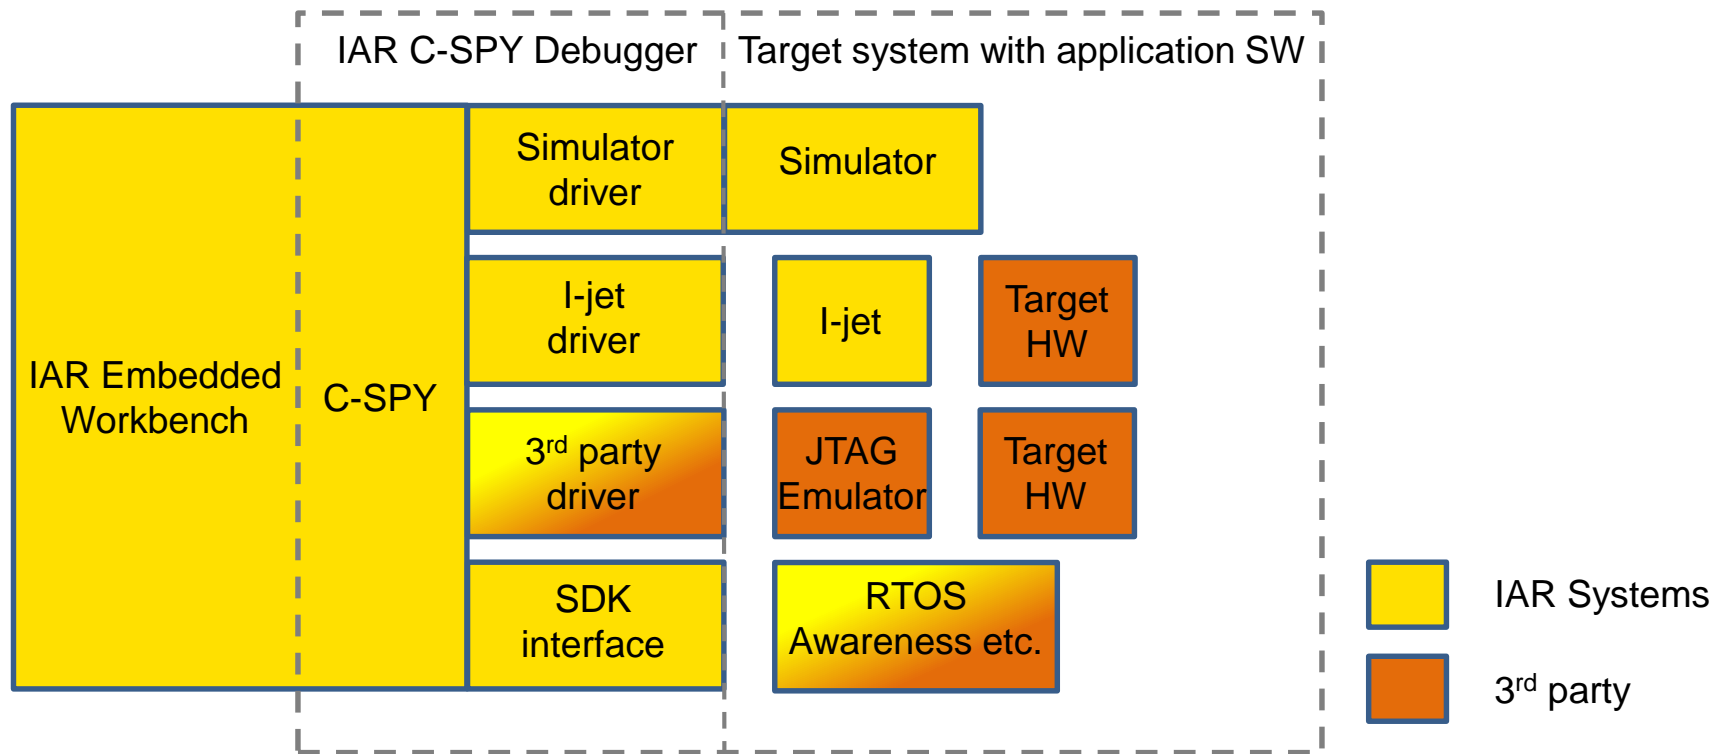 IAR C-SPY Debugger
Target system with application SW
Simulator
driver
Simulator
I-jet
driver
I-jet
Target
HW
IAR Embedded
Workbench
C-SPY
3rd party
driver
JTAG
Emulator
Target
HW
SDK
interface
RTOS
Awareness etc.
IAR Systems
3rd party